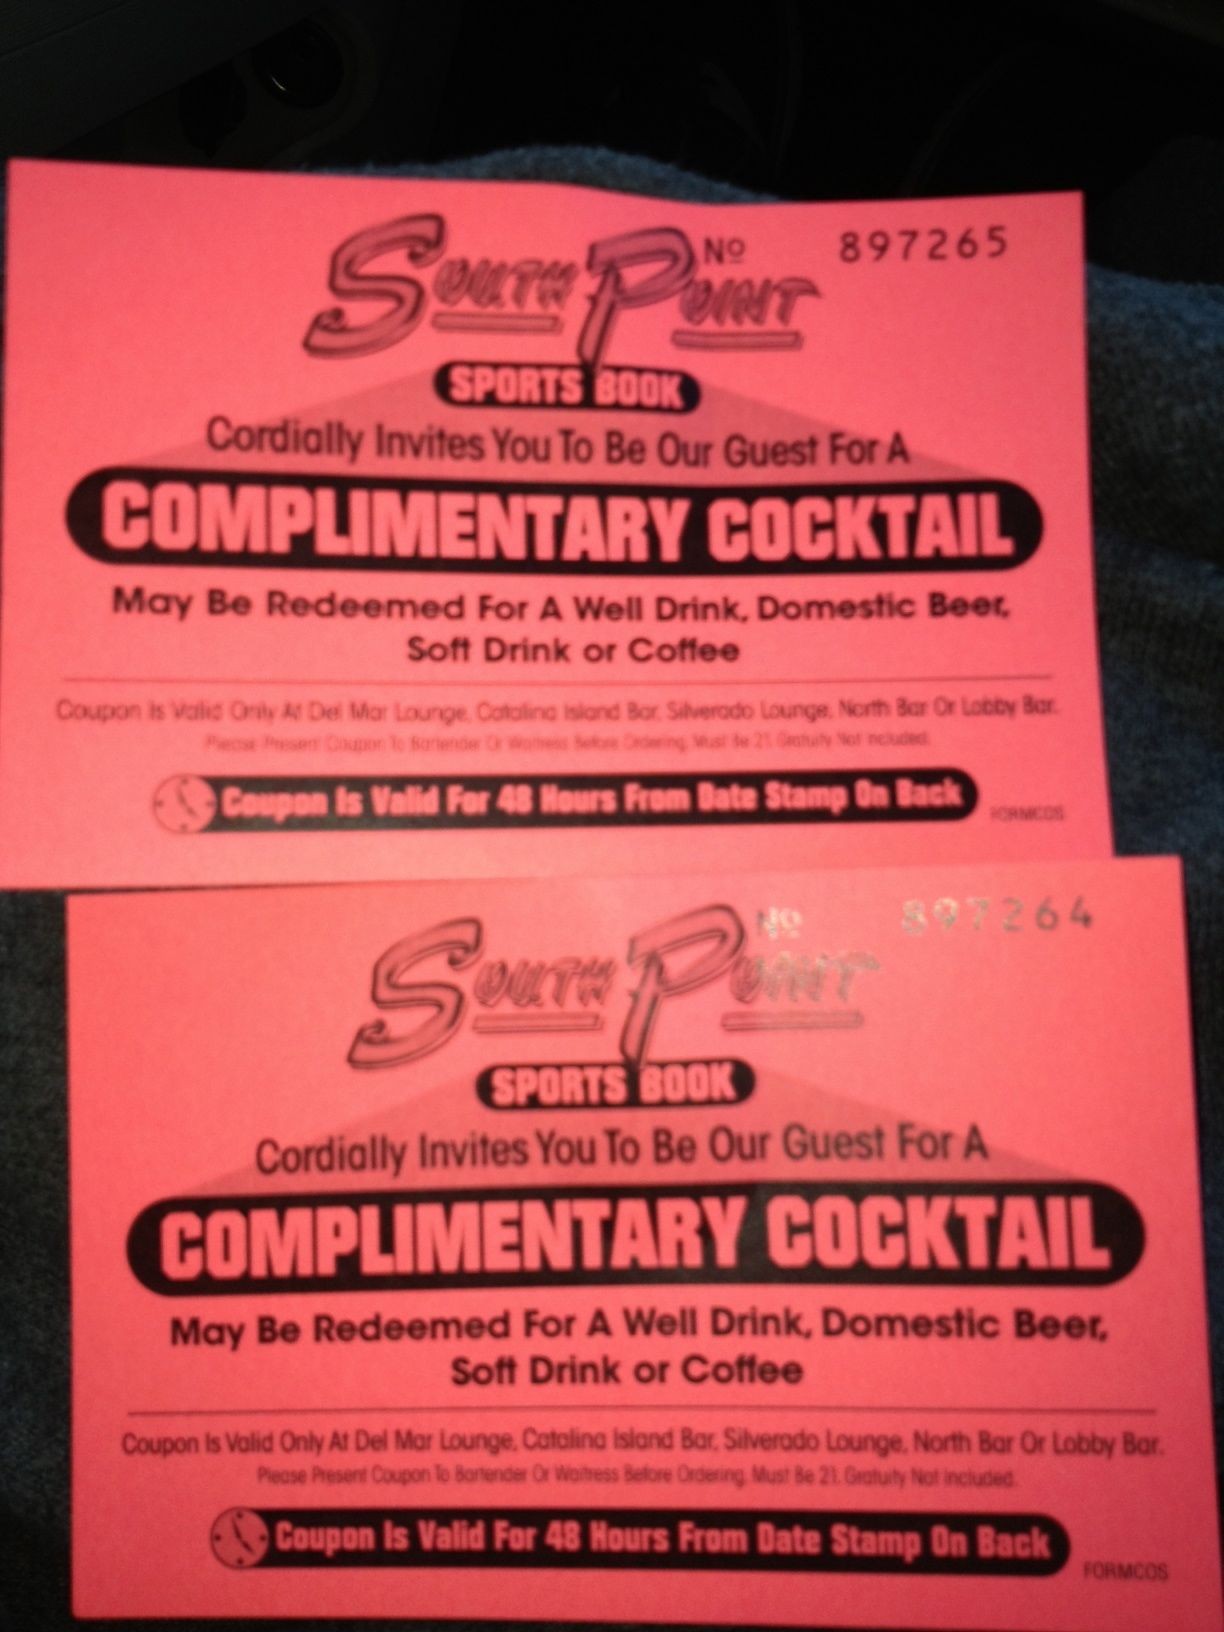 SOUTH POINT
Nº 897265
SPORTS BOOK
Cordially Invites You To Be Our Guest For A
COMPLIMENTARY COCKTAIL
May Be Redeemed For A Well Drink, Domestic Beer,
Soft Drink or Coffee
Coupon Is Valid Only At Del Mar Lounge, Catalina Island Bar, Silverado Lounge, North Bar Or Lobby Bar.
Please Present Coupon To Bartender Or Waitress Before Ordering. Must Be 21. Gratuity Not Included.
Coupon Is Valid For 48 Hours From Date Stamp On Back
FORMCOS
SOUTH POINT
Nº 897264
SPORTS BOOK
Cordially Invites You To Be Our Guest For A
COMPLIMENTARY COCKTAIL
May Be Redeemed For A Well Drink, Domestic Beer,
Soft Drink or Coffee
Coupon Is Valid Only At Del Mar Lounge, Catalina Island Bar, Silverado Lounge, North Bar Or Lobby Bar.
Please Present Coupon To Bartender Or Waitress Before Ordering. Must Be 21. Gratuity Not Included.
Coupon Is Valid For 48 Hours From Date Stamp On Back
FORMCOS